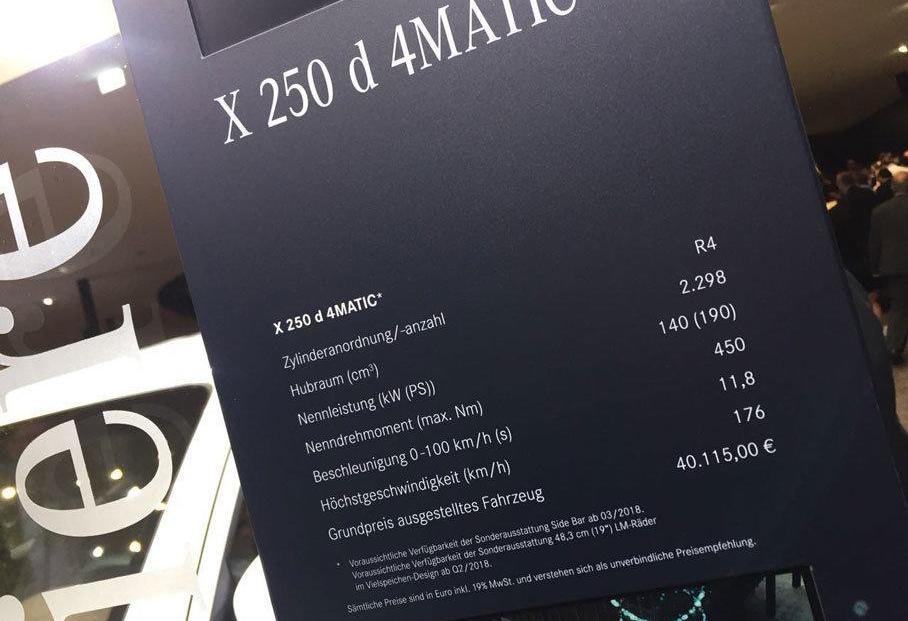 X 250 d 4MATIC
X 250 d 4MATIC*
Zylinderanordnung/-anzahl R4
Hubraum (cm³) 2.298
Nennleistung (kW (PS)) 140 (190)
Nenndrehmoment (max. Nm) 450
Beschleunigung 0-100 km/h (s) 11,8
Höchstgeschwindigkeit (km/h) 176
Grundpreis ausgestelltes Fahrzeug 40.115,00 €
* Voraussichtliche Verfügbarkeit der Sonderausstattung Side Bar ab 03/2018.
Voraussichtliche Verfügbarkeit der Sonderausstattung 48,3 cm (19") LM-Räder
im Vielspeichen-Design ab Q2/2018.
Sämtliche Preise sind in Euro inkl. 19% MwSt. und verstehen sich als unverbindliche Preisempfehlung.